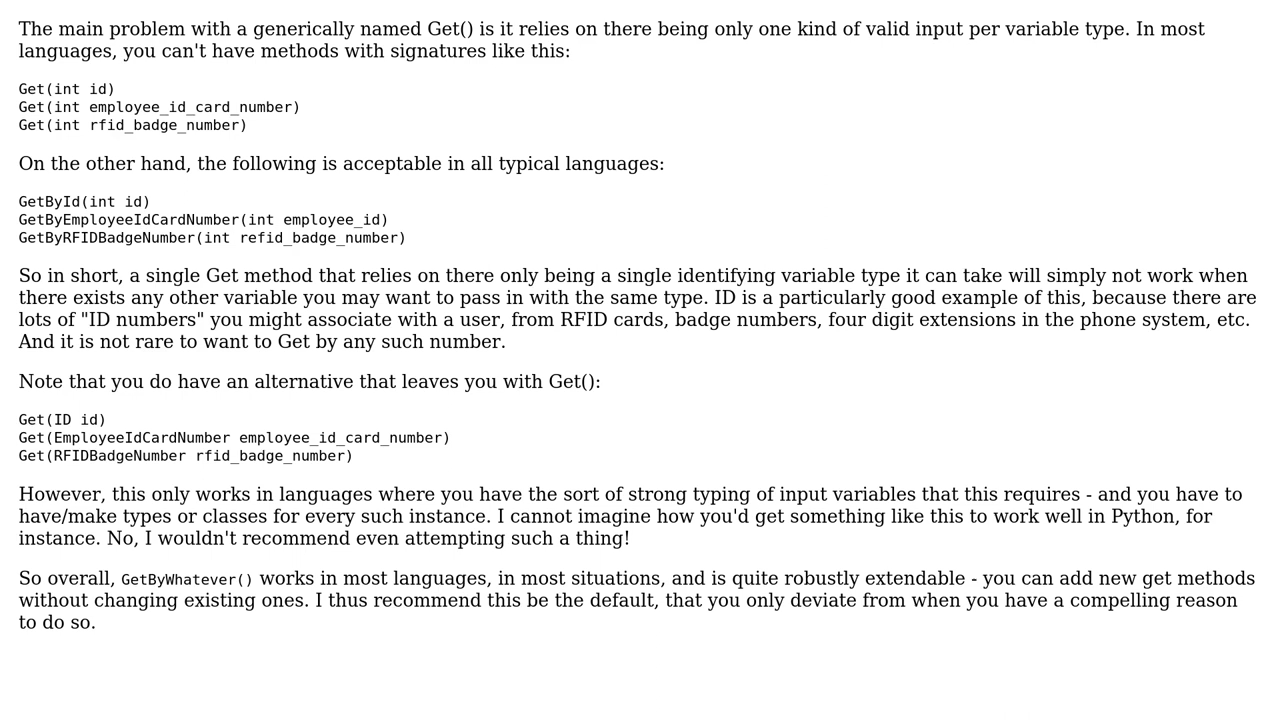 The main problem with a generically named Get() is it relies on there being only one kind of valid input per variable type. In most
languages, you can't have methods with signatures like this:
Get(int id)
Get(int employee_id_card_number)
Get(int rfid_badge_number)
On the other hand, the following is acceptable in all typical languages:
GetById(int id)
GetByEmployeeIdCardNumber(int employee_id)
GetByRFIDBadgeNumber(int refid_badge_number)
So in short, a single Get method that relies on there only being a single identifying variable type it can take will simply not work when
there exists any other variable you may want to pass in with the same type. ID is a particularly good example of this, because there are
lots of "ID numbers" you might associate with a user, from RFID cards, badge numbers, four digit extensions in the phone system, etc.
And it is not rare to want to Get by any such number.
Note that you do have an alternative that leaves you with Get():
Get(ID id)
Get(EmployeeIdCardNumber employee_id_card_number)
Get(RFIDBadgeNumber rfid_badge_number)
However, this only works in languages where you have the sort of strong typing of input variables that this requires - and you have to
have/make types or classes for every such instance. I cannot imagine how you'd get something like this to work well in Python, for
instance. No, I wouldn't recommend even attempting such a thing!
So overall, GetByWhatever() works in most languages, in most situations, and is quite robustly extendable - you can add new get methods
without changing existing ones. I thus recommend this be the default, that you only deviate from when you have a compelling reason
to do so.